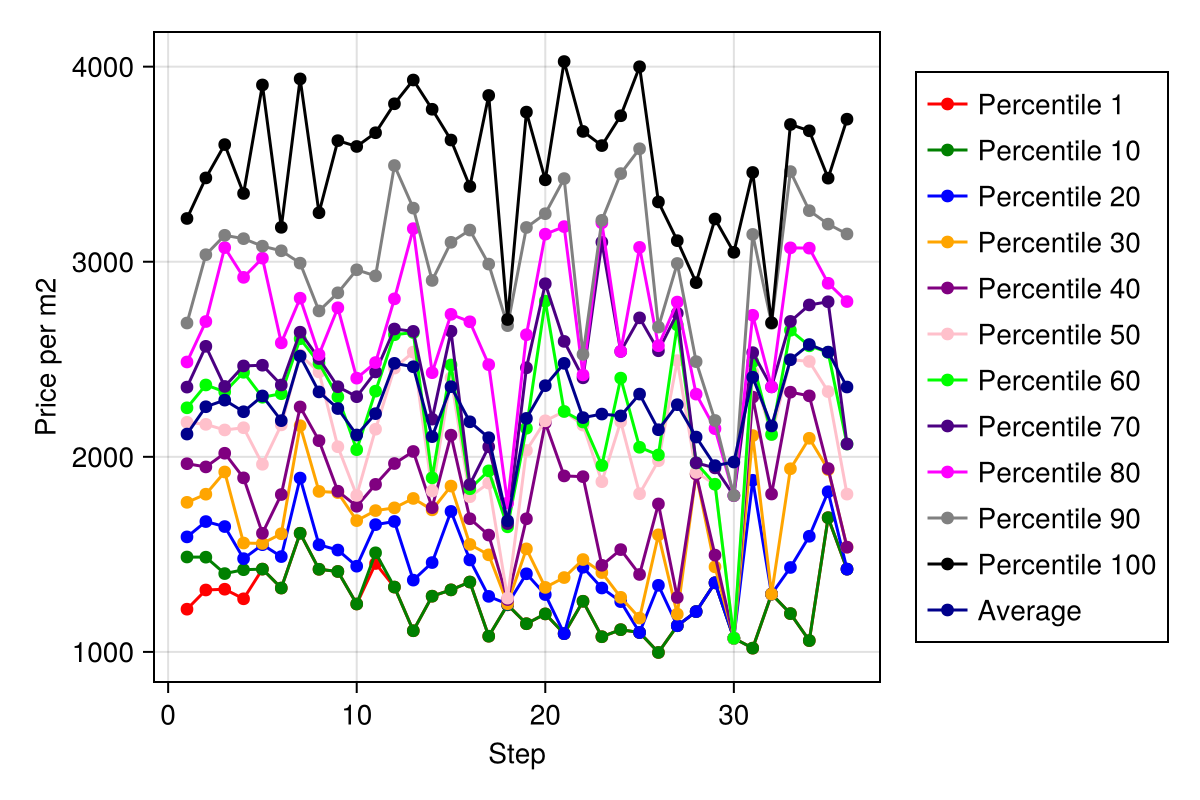 4000
3000
2000
1000
Price per m2
0
10
20
30
Step
Percentile 1
Percentile 10
Percentile 20
Percentile 30
Percentile 40
Percentile 50
Percentile 60
Percentile 70
Percentile 80
Percentile 90
Percentile 100
Average